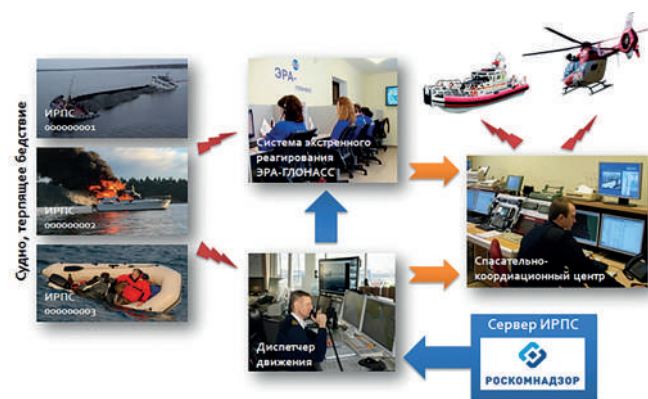 Судно, терпящее бедствие
ИРПС
000000001
ИРПС
000000002
ИРПС
000000003
ЭРА-
ГЛОНАСС
Система экстренного
реагирования
ЭРА-ГЛОНАСС
Диспетчер
движения
Спасательно-
коордиационный центр
Сервер ИРПС
РОСКОМНАДЗОР